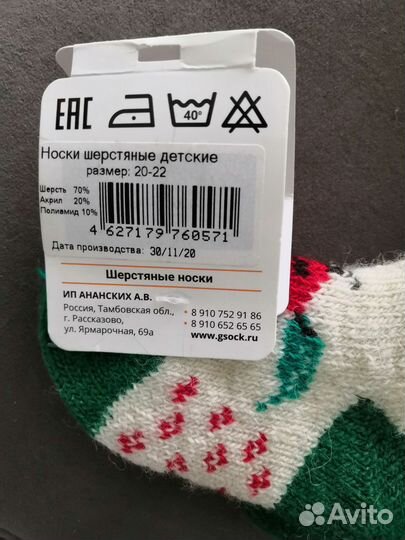 EAC
40°
Носки шерстяные детские
размер: 20-22
Шерсть 70%
Акрил 20%
Полиамид 10%
4 627179 760571
Дата производства: 30/11/20
Шерстяные носки
ИП АНАНСКИХ А.В.
Россия, Тамбовская обл.,
г. Рассказово,
ул. Ярмарочная, 69а
• 8 910 752 91 86
• 8 910 652 65 65
www.gsock.ru
Avito